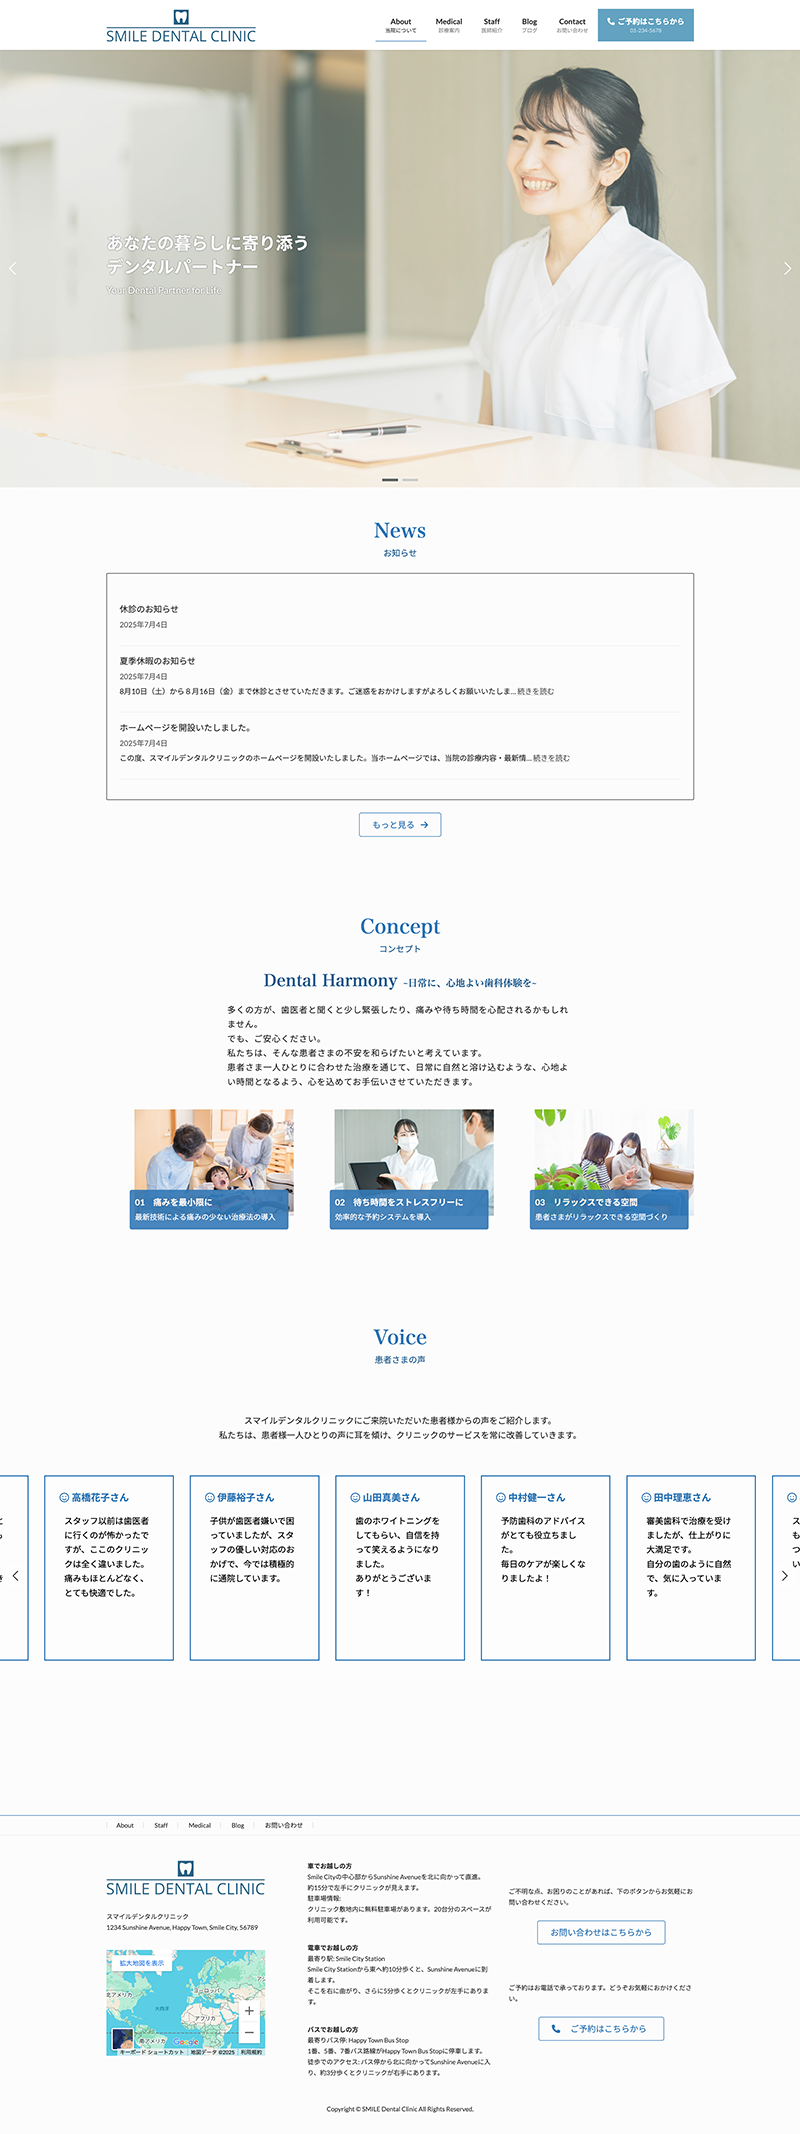 SMILE DENTAL CLINIC
About
当院について
Medical
診療案内
Staff
医師紹介
Blog
ブログ
Contact
お問い合わせ
ご予約はこちらから
01-234-5678
あなたの暮らしに寄り添う
デンタルパートナー
Your Dental Partner for Life
News
お知らせ
休診のお知らせ
2025年7月4日
夏季休暇のお知らせ
2025年7月4日
8月10日（土）から８月16日（金）まで休診とさせていただきます。ご迷惑をおかけしますがよろしくお願いいたしま... 続きを読む
ホームページを開設いたしました。
2025年7月4日
この度、スマイルデンタルクリニックのホームページを開設いたしました。当ホームページでは、当院の診療内容・最新情... 続きを読む
もっと見る →
Concept
コンセプト
Dental Harmony ~日常に、心地よい歯科体験を~
多くの方が、歯医者と聞くと少し緊張したり、痛みや待ち時間を心配されるかもしれ
ません。
でも、ご安心ください。
私たちは、そんな患者さまの不安を和らげたいと考えています。
患者さま一人ひとりに合わせた治療を通じて、日常に自然と溶け込むような、心地よ
い時間となるよう、心を込めてお手伝いさせていただきます。
01 痛みを最小限に
最新技術による痛みの少ない治療法の導入
02 待ち時間をストレスフリーに
効率的な予約システムを導入
03 リラックスできる空間
患者さまがリラックスできる空間づくり
Voice
患者さまの声
スマイルデンタルクリニックにご来院いただいた患者様からの声をご紹介します。
私たちは、患者様一人ひとりの声に耳を傾け、クリニックのサービスを常に改善していきます。
高橋花子さん
スタッフ以前は歯医者
に行くのが怖かったで
すが、ここのクリニッ
クは全く違いました。
痛みもほとんどなく、
とても快適でした。
伊藤裕子さん
子供が歯医者嫌いで困
っていましたが、スタ
ッフの優しい対応のお
かげで、今では積極的
に通院しています。
山田真美さん
歯のホワイトニングを
してもらい、自信を持
って笑えるようになり
ました。
ありがとうございま
す！
中村健一さん
予防歯科のアドバイス
がとても役立ちまし
た。
毎日のケアが楽しくな
りましたよ！
田中理恵さん
審美歯科で治療を受け
ましたが、仕上がりに
大満足です。
自分の歯のように自然
で、気に入っていま
す。
About
Staff
Medical
Blog
お問い合わせ
SMILE DENTAL CLINIC
スマイルデンタルクリニック
1234 Sunshine Avenue, Happy Town, Smile City, 56789
拡大地図を表示
北アメリカ
大西洋
ヨーロッパ
アフリカ
南アメリカ
Google
キーボード ショートカット
地図データ ©2025
利用規約
車でお越しの方
Smile Cityの中心部からSunshine Avenueを北に向かって直進。
約15分で左手にクリニックが見えます。
駐車場情報:
クリニック敷地内に無料駐車場があります。20台分のスペースが
利用可能です。
電車でお越しの方
最寄り駅: Smile City Station
Smile City Stationから東へ約10分歩くと、Sunshine Avenueに到
着します。
そこを右に曲がり、さらに5分歩くとクリニックが左手にありま
す。
バスでお越しの方
最寄りバス停: Happy Town Bus Stop
1番、5番、7番バス路線がHappy Town Bus Stopに停車します。
徒歩でのアクセス: バス停から北に向かってSunshine Avenueに入
り、約3分歩くとクリニックが右手にあります。
ご不明な点、お困りのことがあれば、下のボタンからお気軽にお
問い合わせください。
お問い合わせはこちらから
ご予約はお電話で承っております。どうぞお気軽におかけくださ
い。
ご予約はこちらから
Copyright © SMILE Dental Clinic All Rights Reserved.